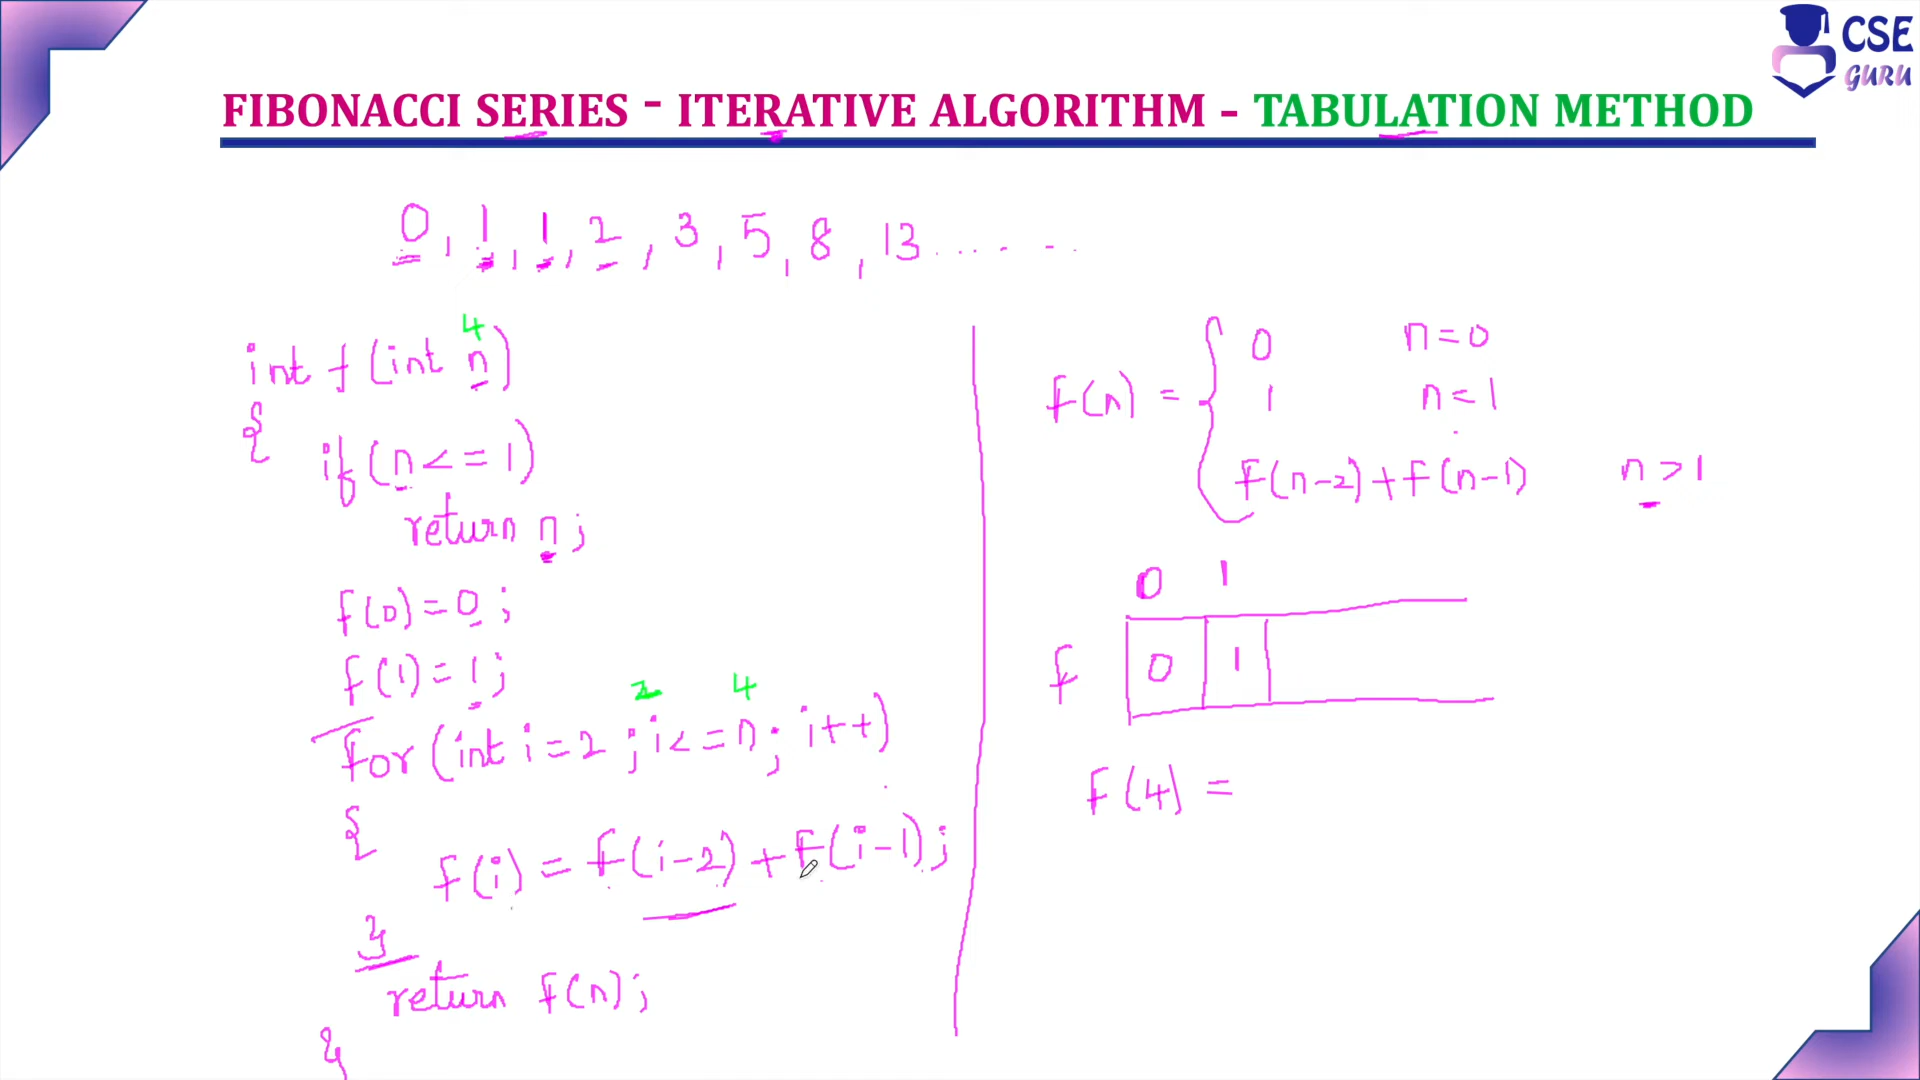 CSE
GURU
FIBONACCI SERIES - ITERATIVE ALGORITHM - TABULATION METHOD
0, 1, 1, 2, 3, 5, 8, 13.......
4
int f(int n)
{
if(n<=1)
return n;
f(0)=0;
f(1)=1;
2 4
for(int i=2;i<=n;i++)
{
f(i)=f(i-2)+f(i-1);
}
return f(n);
}
F(n) = { 0 n=0
1 n=1
F(n-2)+F(n-1) n>1
0 1
F 0 1
F(4) =